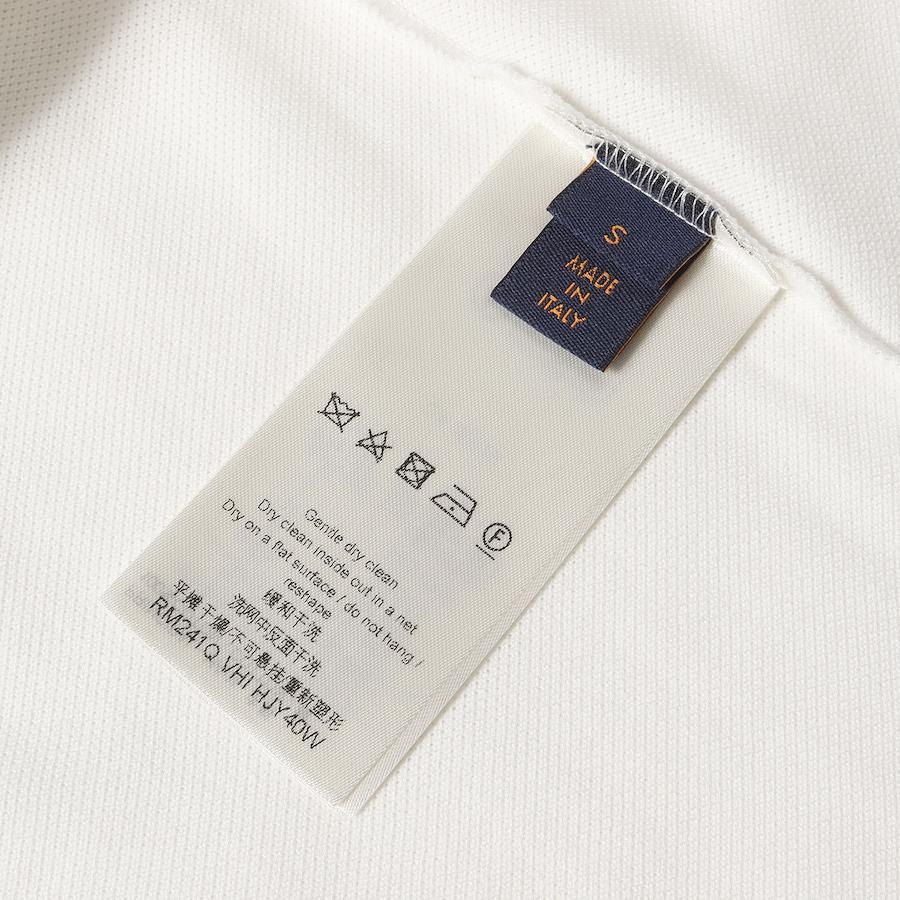 S
MADE
IN
ITALY
F
Gentle dry clean
Dry clean inside out in a net
Dry on a flat surface / do not hang /
reshape
缓和干洗
洗网中反面干洗
平摊干燥/不可悬挂/重新塑形
RM241Q VHI HJY40W